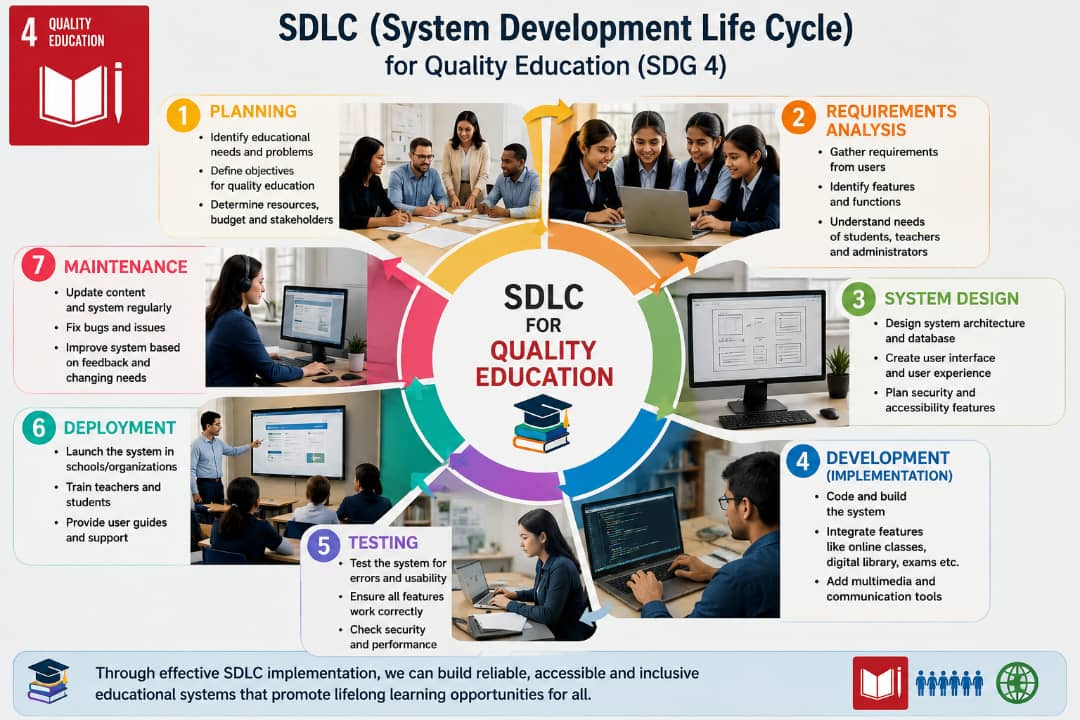 4 QUALITY
EDUCATION
SDLC (System Development Life Cycle)
for Quality Education (SDG 4)
1 PLANNING
• Identify educational
needs and problems
• Define objectives
for quality education
• Determine resources,
budget and stakeholders
2 REQUIREMENTS
ANALYSIS
• Gather requirements
from users
• Identify features
and functions
• Understand needs
of students, teachers
and administrators
3 SYSTEM DESIGN
• Design system architecture
and database
• Create user interface
and user experience
• Plan security and
accessibility features
4 DEVELOPMENT
(IMPLEMENTATION)
• Code and build
the system
• Integrate features
like online classes,
digital library, exams etc.
• Add multimedia and
communication tools
5 TESTING
• Test the system for
errors and usability
• Ensure all features
work correctly
• Check security
and performance
6 DEPLOYMENT
• Launch the system in
schools/organizations
• Train teachers and
students
• Provide user guides
and support
7 MAINTENANCE
• Update content
and system regularly
• Fix bugs and issues
• Improve system based
on feedback and
changing needs
SDLC
FOR
QUALITY
EDUCATION
Through effective SDLC implementation, we can build reliable, accessible and inclusive
educational systems that promote lifelong learning opportunities for all.